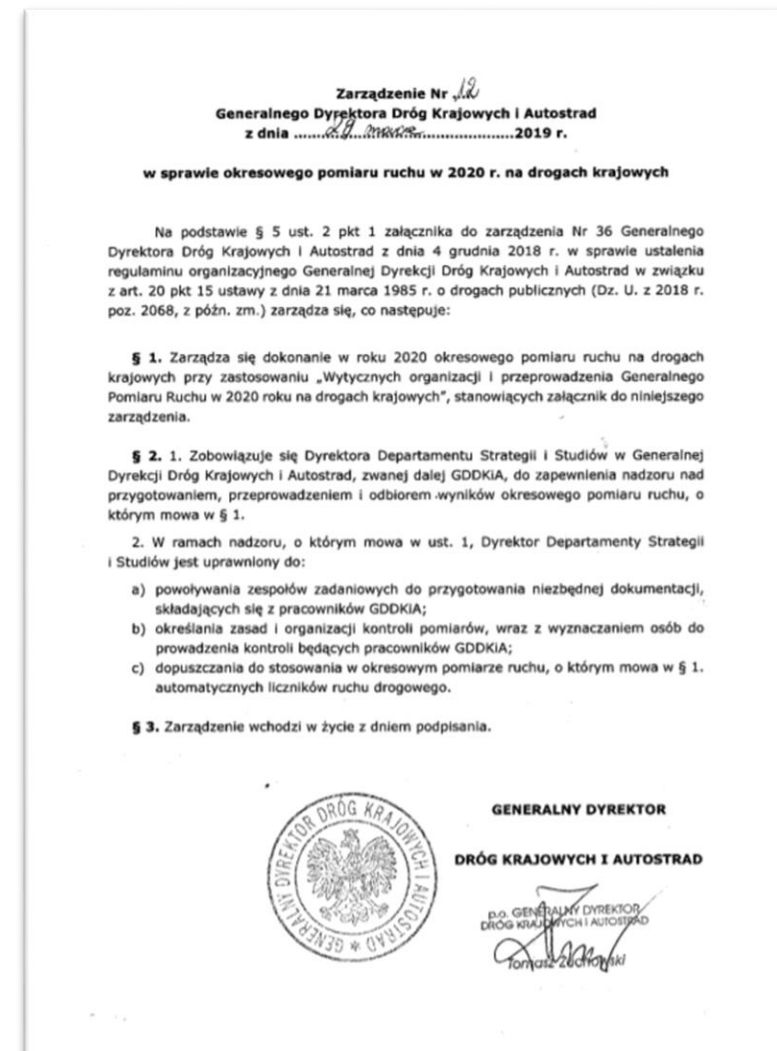 Zarządzenie Nr 12
Generalnego Dyrektora Dróg Krajowych i Autostrad
z dnia ......29 marca......................2019 r.
w sprawie okresowego pomiaru ruchu w 2020 r. na drogach krajowych
Na podstawie § 5 ust. 2 pkt 1 załącznika do zarządzenia Nr 36 Generalnego
Dyrektora Dróg Krajowych i Autostrad z dnia 4 grudnia 2018 r. w sprawie ustalenia
regulaminu organizacyjnego Generalnej Dyrekcji Dróg Krajowych i Autostrad w związku
z art. 20 pkt 15 ustawy z dnia 21 marca 1985 r. o drogach publicznych (Dz. U. z 2018 r.
poz. 2068, z późn. zm.) zarządza się, co następuje:
§ 1. Zarządza się dokonanie w roku 2020 okresowego pomiaru ruchu na drogach
krajowych przy zastosowaniu „Wytycznych organizacji i przeprowadzenia Generalnego
Pomiaru Ruchu w 2020 roku na drogach krajowych”, stanowiących załącznik do niniejszego
zarządzenia.
§ 2. 1. Zobowiązuje się Dyrektora Departamentu Strategii i Studiów w Generalnej
Dyrekcji Dróg Krajowych i Autostrad, zwanej dalej GDDKiA, do zapewnienia nadzoru nad
przygotowaniem, przeprowadzeniem i odbiorem wyników okresowego pomiaru ruchu, o
którym mowa w § 1.
2. W ramach nadzoru, o którym mowa w ust. 1, Dyrektor Departamenty Strategii
i Studiów jest uprawniony do:
a) powoływania zespołów zadaniowych do przygotowania niezbędnej dokumentacji,
składających się z pracowników GDDKiA;
b) określania zasad i organizacji kontroli pomiarów, wraz z wyznaczaniem osób do
prowadzenia kontroli będących pracowników GDDKiA;
c) dopuszczania do stosowania w okresowym pomiarze ruchu, o którym mowa w § 1.
automatycznych liczników ruchu drogowego.
§ 3. Zarządzenie wchodzi w życie z dniem podpisania.
GENERALNY DYREKTOR DRÓG KRAJOWYCH I AUTOSTRAD *
GENERALNY DYREKTOR
DRÓG KRAJOWYCH I AUTOSTRAD
p.o. GENERALNY DYREKTOR
DRÓG KRAJOWYCH I AUTOSTRAD
Tomasz Żuchowski